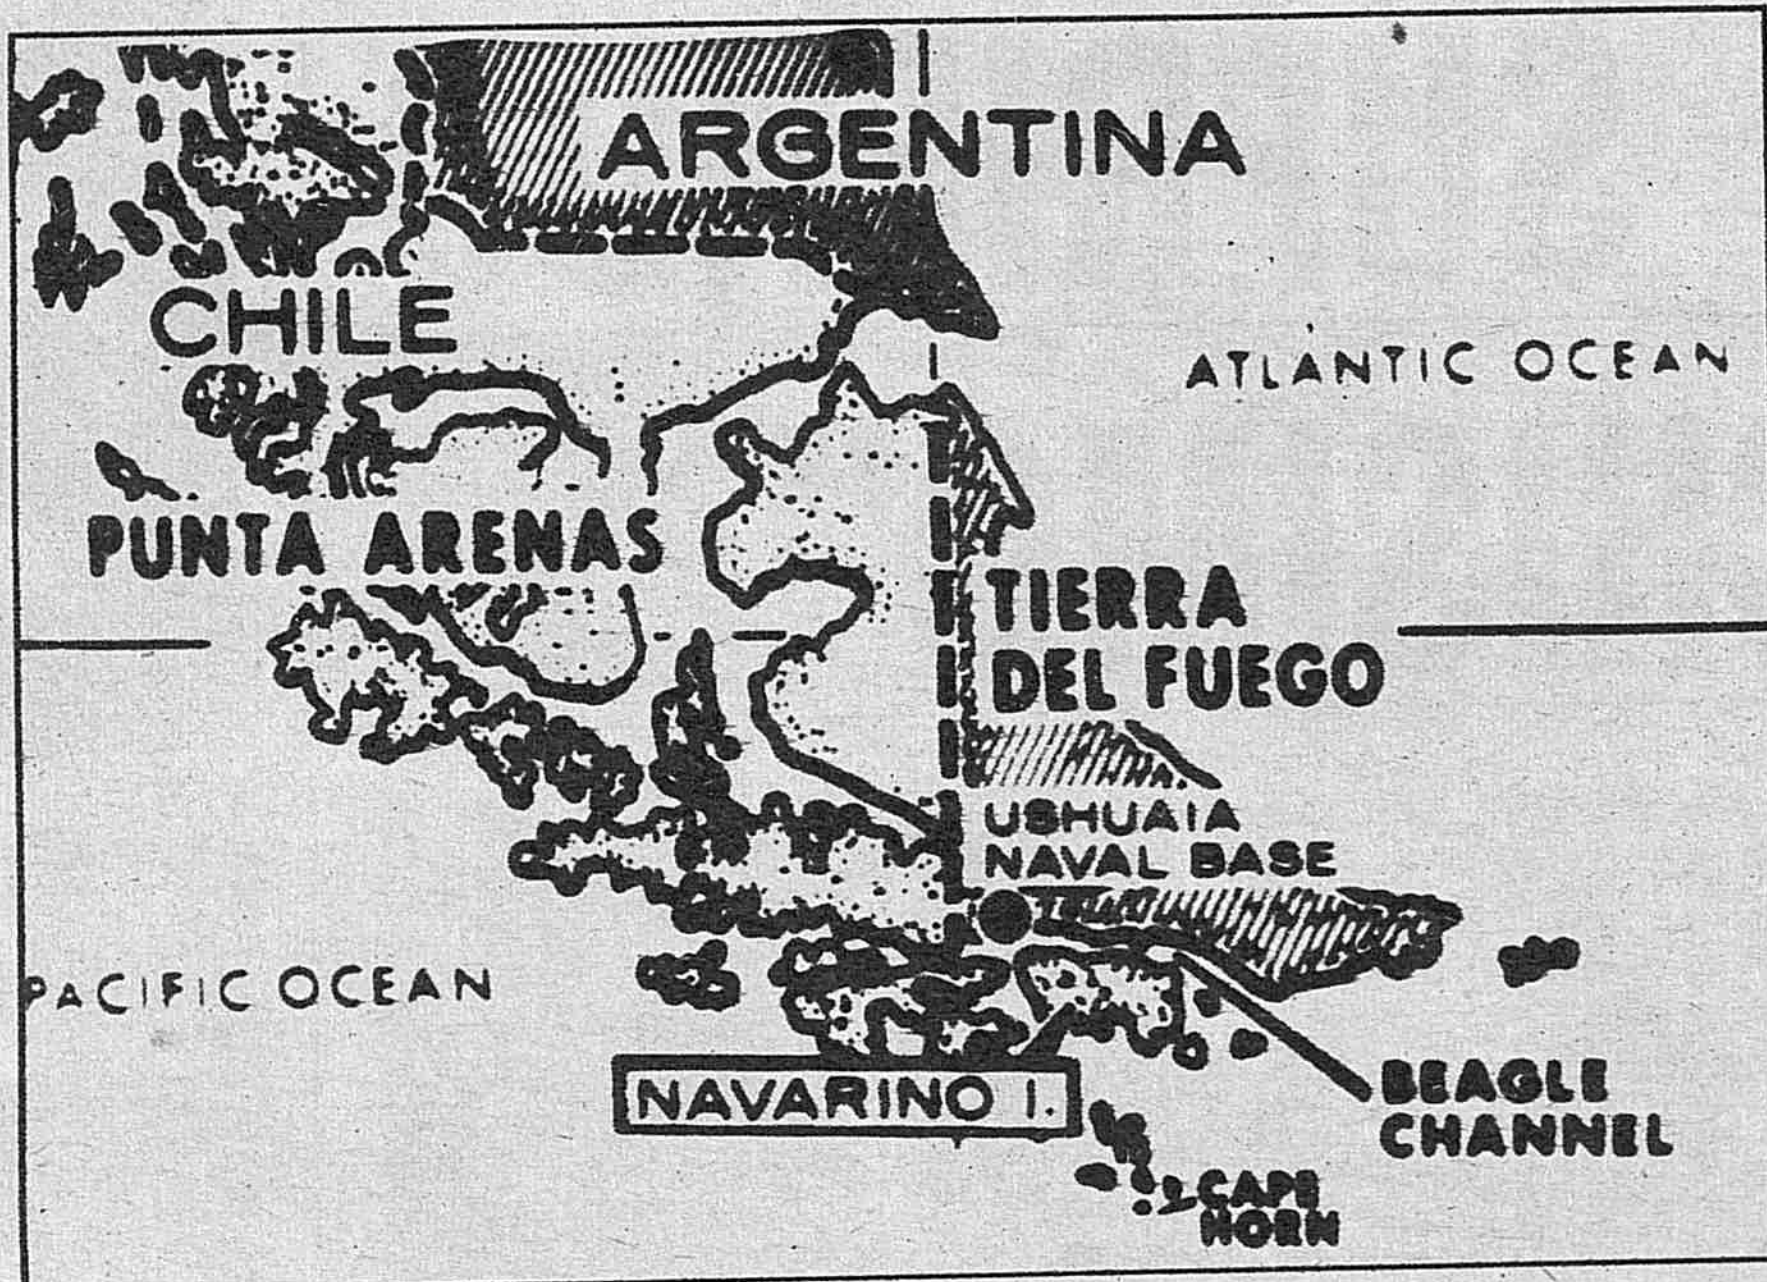 ARGENTINA
CHILE
ATLANTIC OCEAN
PUNTA ARENAS
TIERRA
DEL FUEGO
USHUAIA
NAVAL BASE
PACIFIC OCEAN
NAVARINO I.
BEAGLE
CHANNEL
CAPE
HORN